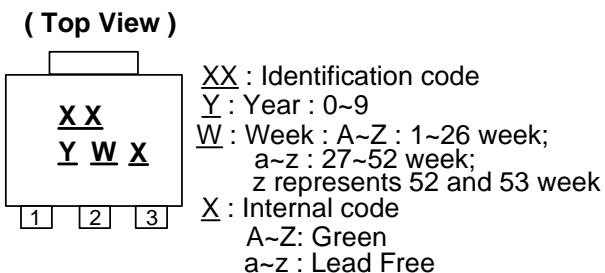 ( Top View )
X X
Y W X
1 2 3
XX : Identification code
Y : Year : 0~9
W : Week : A~Z : 1~26 week;
a~z : 27~52 week;
z represents 52 and 53 week
X : Internal code
A~Z: Green
a~z : Lead Free